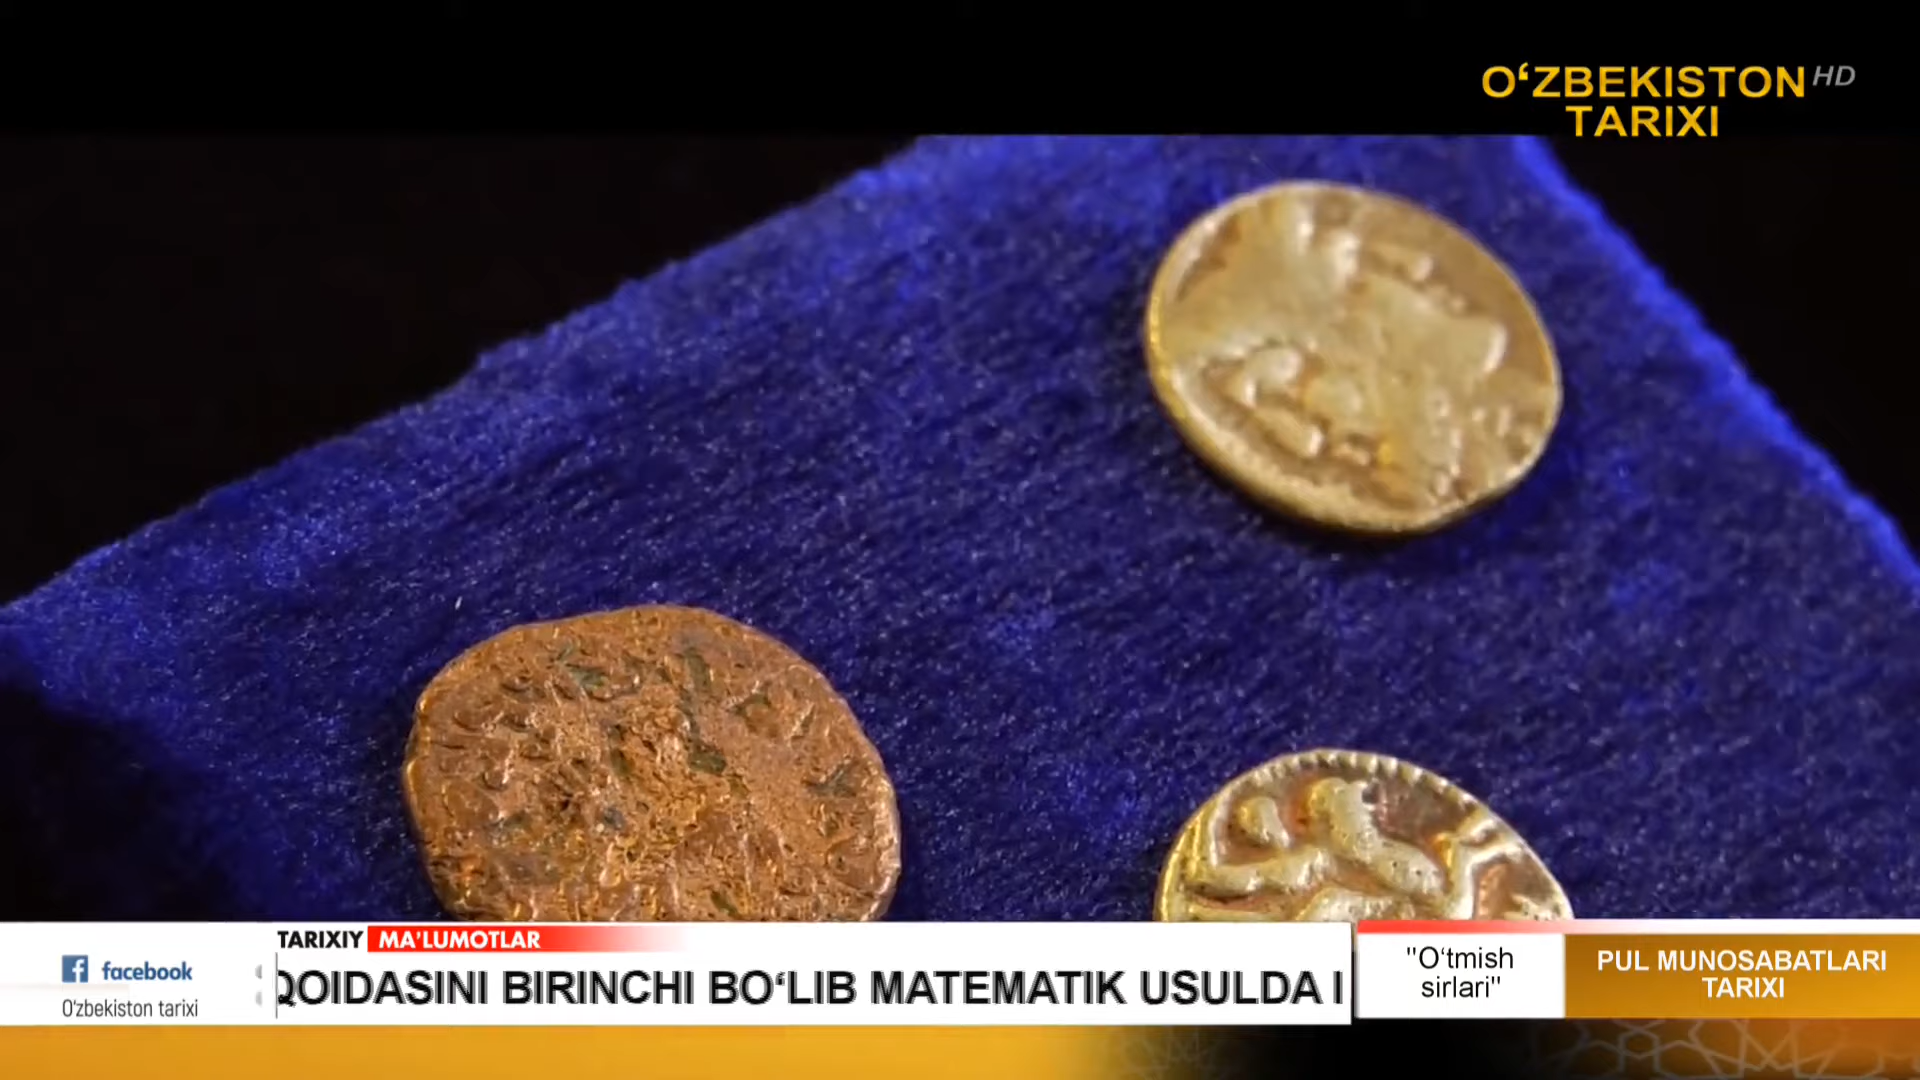 O‘ZBEKISTON HD
TARIXI
TARIXIY MA’LUMOTLAR
facebook
O‘zbekiston tarixi
QOIDASINI BIRINCHI BO‘LIB MATEMATIK USULDA I
"O‘tmish
sirlari"
PUL MUNOSABATLARI
TARIXI